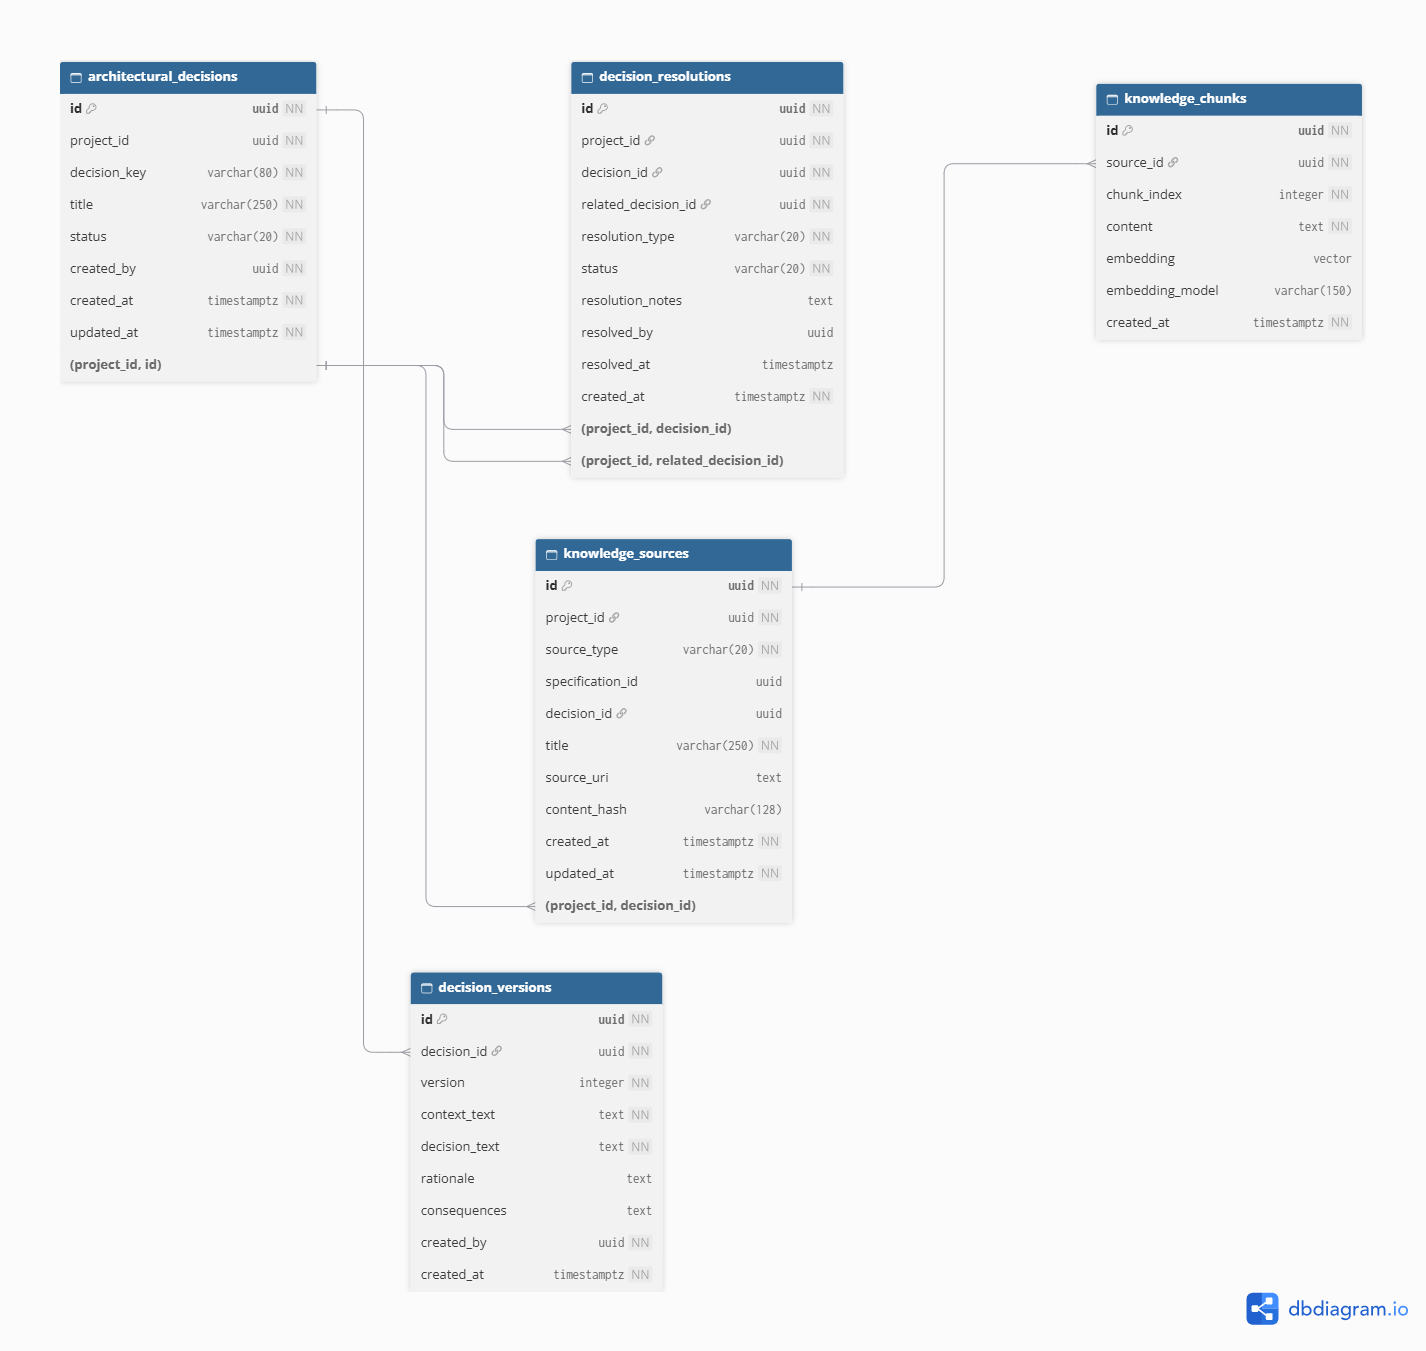 architectural_decisions
id uuid NN
project_id uuid NN
decision_key varchar(80) NN
title varchar(250) NN
status varchar(20) NN
created_by uuid NN
created_at timestamptz NN
updated_at timestamptz NN
(project_id, id)
decision_resolutions
id uuid NN
project_id uuid NN
decision_id uuid NN
related_decision_id uuid NN
resolution_type varchar(20) NN
status varchar(20) NN
resolution_notes text
resolved_by uuid
resolved_at timestamptz
created_at timestamptz NN
(project_id, decision_id)
(project_id, related_decision_id)
knowledge_chunks
id uuid NN
source_id uuid NN
chunk_index integer NN
content text NN
embedding vector
embedding_model varchar(150)
created_at timestamptz NN
knowledge_sources
id uuid NN
project_id uuid NN
source_type varchar(20) NN
specification_id uuid
decision_id uuid
title varchar(250) NN
source_uri text
content_hash varchar(128)
created_at timestamptz NN
updated_at timestamptz NN
(project_id, decision_id)
decision_versions
id uuid NN
decision_id uuid NN
version integer NN
context_text text NN
decision_text text NN
rationale text
consequences text
created_by uuid NN
created_at timestamptz NN
dbdiagram.io